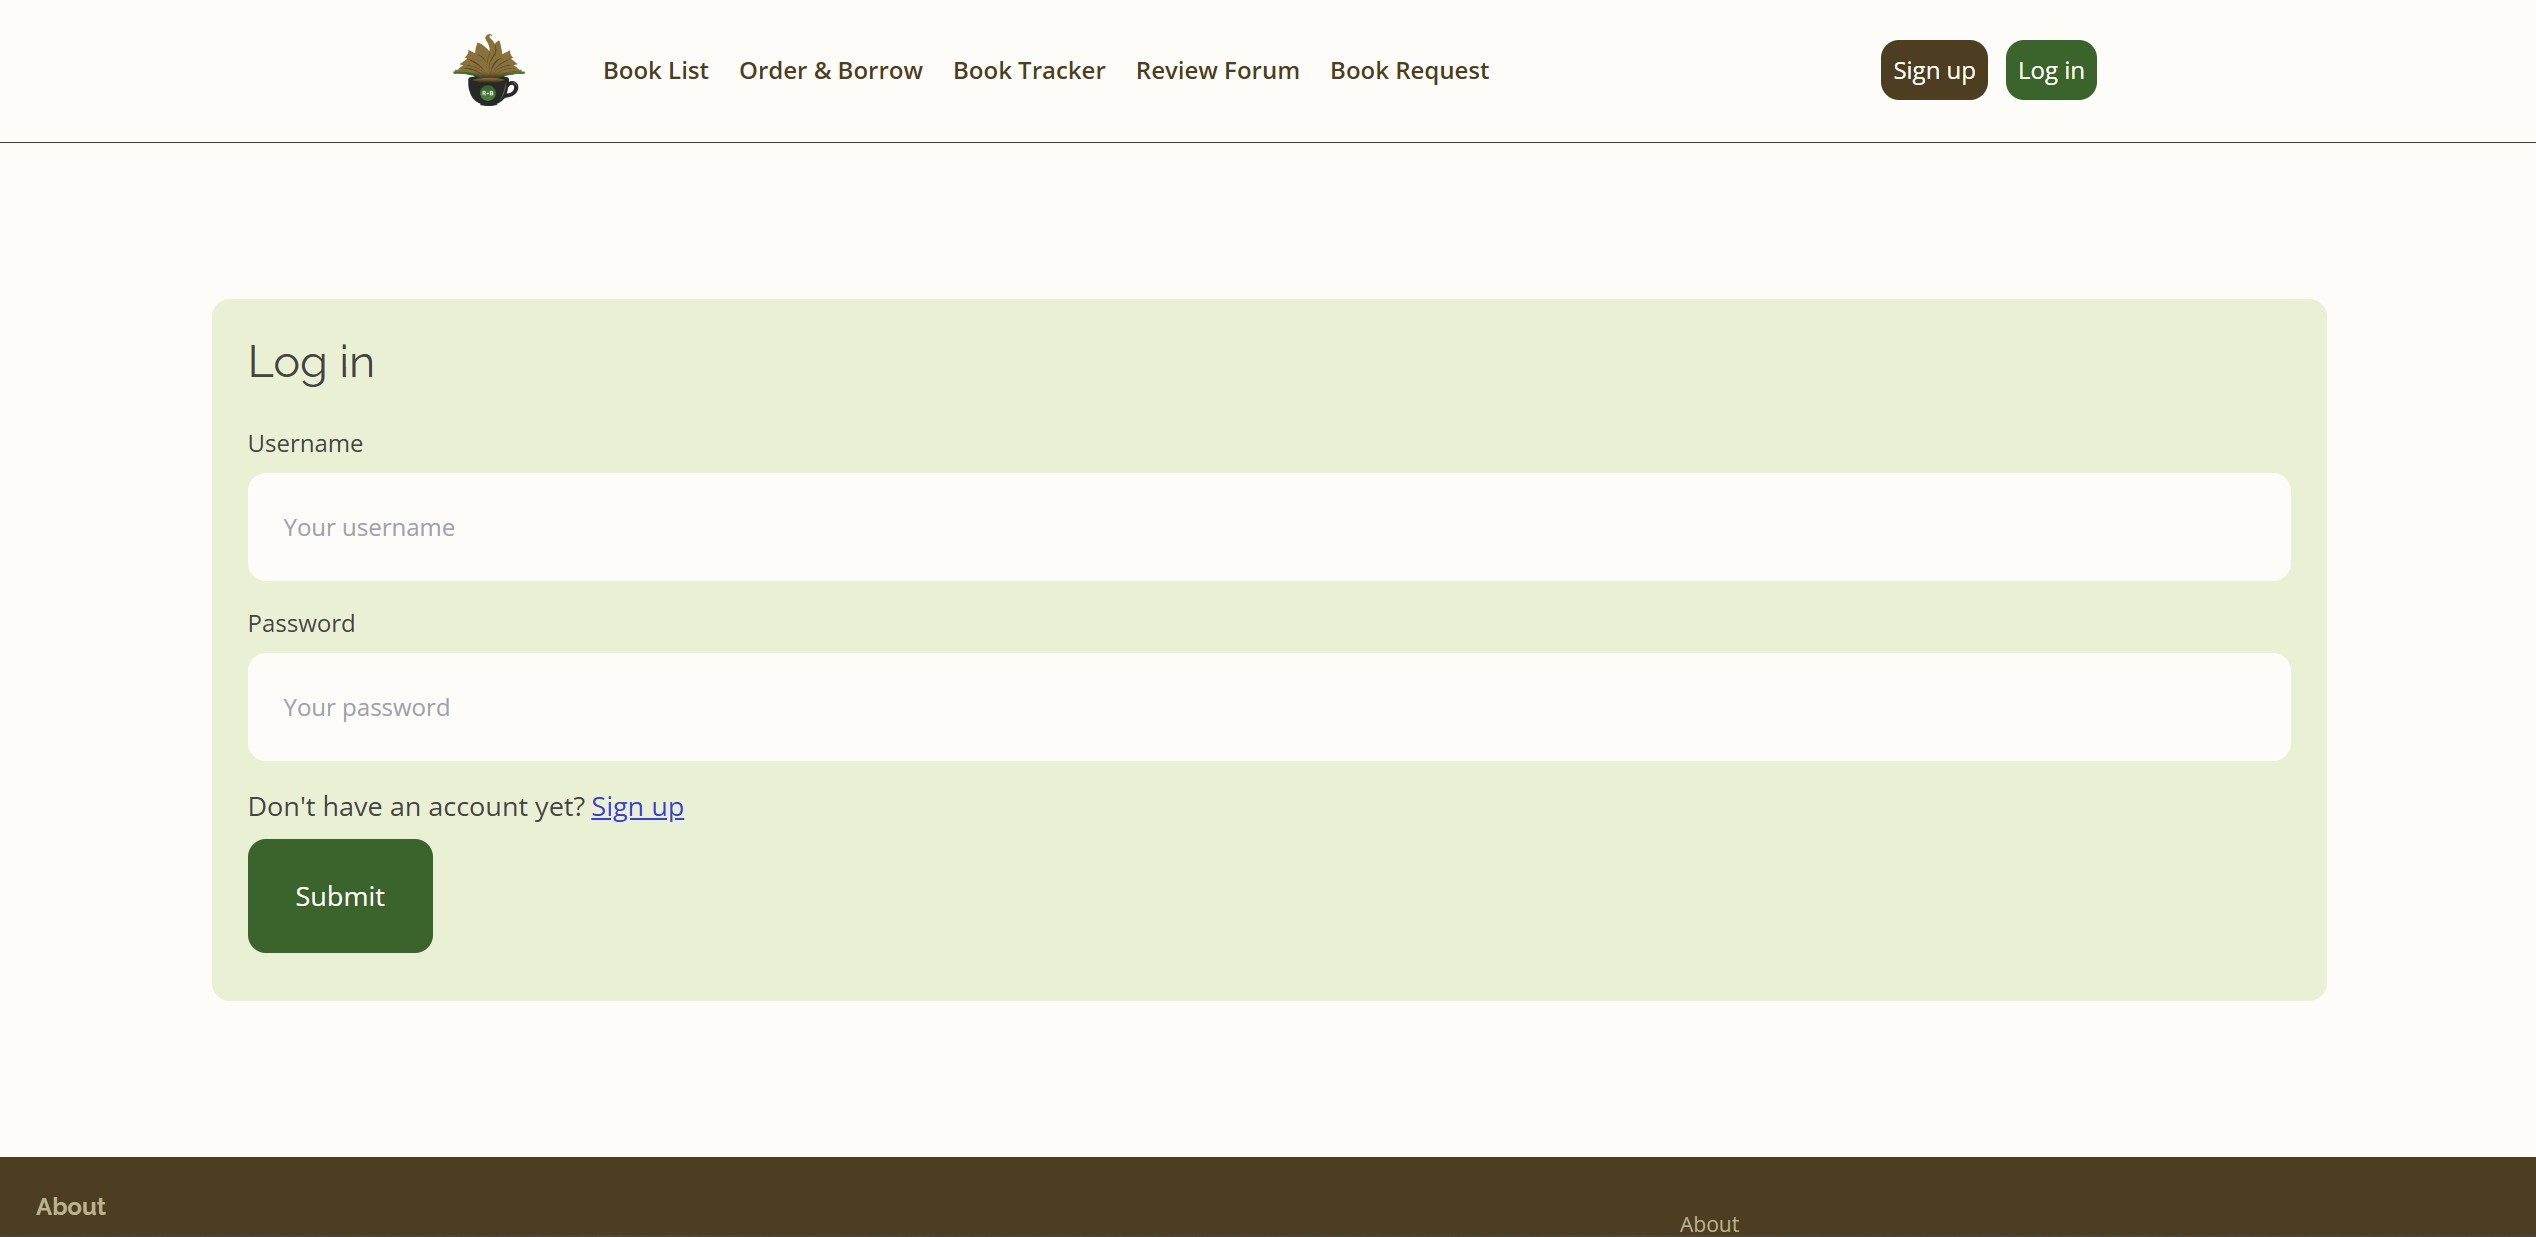 R+B
Book List Order & Borrow Book Tracker Review Forum Book Request Sign up Log in
Log in
Username
Your username
Password
Your password
Don't have an account yet? Sign up
Submit
About
About